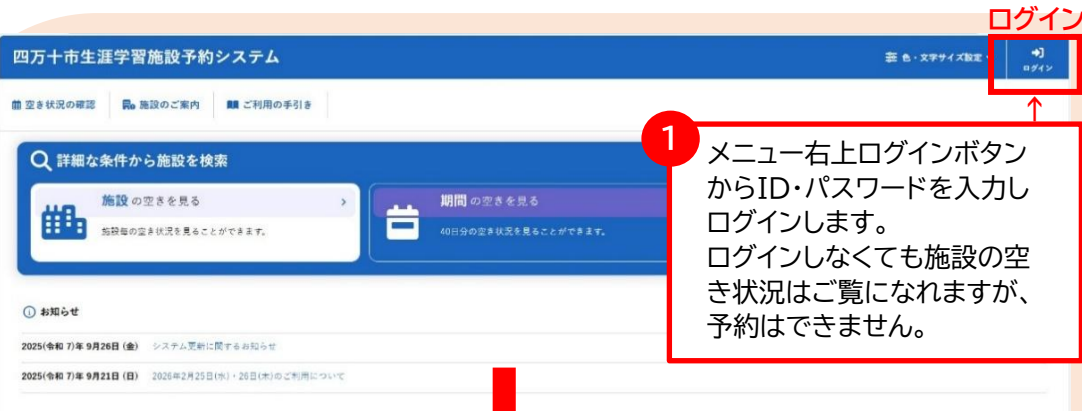 ログイン
四万十市生涯学習施設予約システム
色・文字サイズ設定
ログイン
空き状況の確認
施設のご案内
ご利用の手引き
詳細な条件から施設を検索
施設 の空きを見る
施設毎の空き状況を見ることができます。
期間 の空きを見る
40日分の空き状況を見ることができます。
1
メニュー右上ログインボタン
からID・パスワードを入力し
ログインします。
ログインしなくても施設の空
き状況はご覧になれますが、
予約はできません。
お知らせ
2025(令和 7)年 9月26日 (金) システム更新に関するお知らせ
2025(令和 7)年 9月21日 (日) 2026年2月25日(水)・26日(木)のご利用について